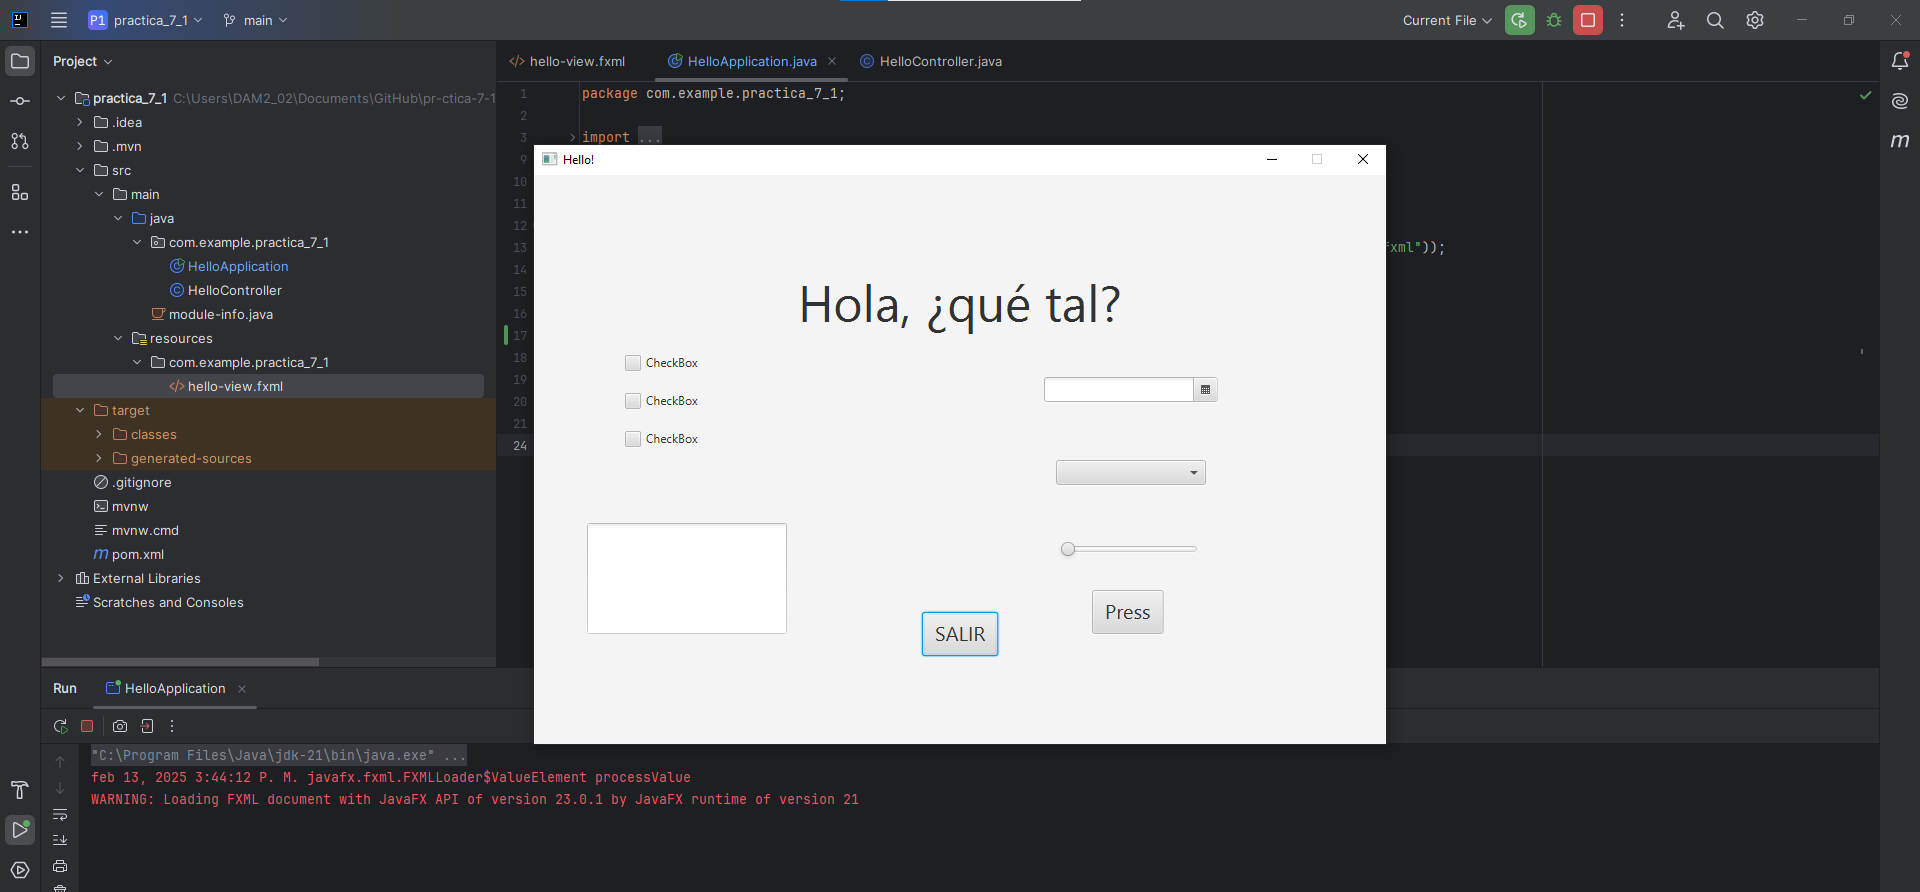 P1 practica_7_1 main Current File
Project
hello-view.fxml HelloApplication.java HelloController.java
practica_7_1 C:\Users\DAM2_02\Documents\GitHub\pr-ctica-7-1
.idea
.mvn
src
main
java
com.example.practica_7_1
HelloApplication
HelloController
module-info.java
resources
com.example.practica_7_1
hello-view.fxml
target
classes
generated-sources
.gitignore
mvnw
mvnw.cmd
m pom.xml
External Libraries
Scratches and Consoles
1 package com.example.practica_7_1;
2
3 import ...
9
10
11
12
13 fxml"));
14
15
16
17
18
19
20
21
23
24
Hello!
Hola, ¿qué tal?
CheckBox
CheckBox
CheckBox
Press
SALIR
m
Run HelloApplication
"C:\Program Files\Java\jdk-21\bin\java.exe" ...
feb 13, 2025 3:44:12 P. M. javafx.fxml.FXMLLoader$ValueElement processValue
WARNING: Loading FXML document with JavaFX API of version 23.0.1 by JavaFX runtime of version 21